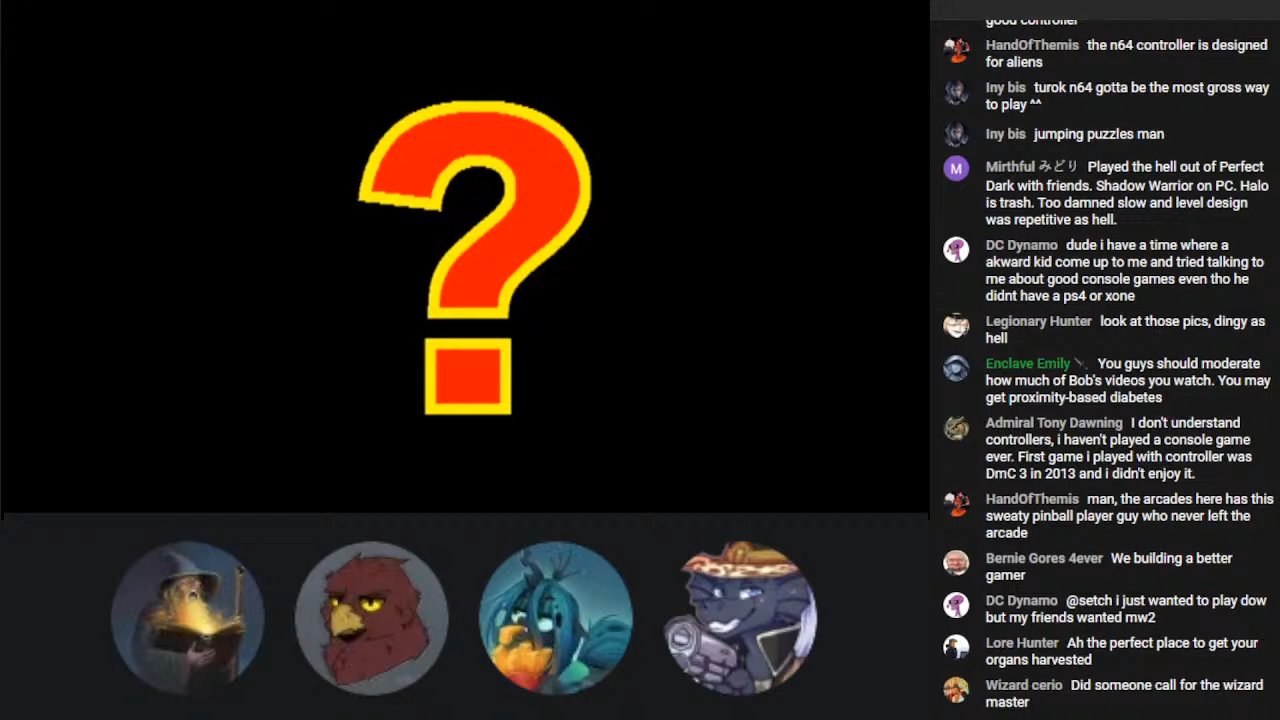 ?
good controller
HandOfThemis the n64 controller is designed
for aliens
Iny bis turok n64 gotta be the most gross way
to play ^^
Iny bis jumping puzzles man
M
Mirthful みどり Played the hell out of Perfect
Dark with friends. Shadow Warrior on PC. Halo
is trash. Too damned slow and level design
was repetitive as hell.
DC Dynamo dude i have a time where a
akward kid come up to me and tried talking to
me about good console games even tho he
didnt have a ps4 or xone
Legionary Hunter look at those pics, dingy as
hell
Enclave Emily You guys should moderate
how much of Bob's videos you watch. You may
get proximity-based diabetes
Admiral Tony Dawning I don't understand
controllers, i haven't played a console game
ever. First game i played with controller was
DmC 3 in 2013 and i didn't enjoy it.
HandOfThemis man, the arcades here has this
sweaty pinball player guy who never left the
arcade
Bernie Gores 4ever We building a better
gamer
DC Dynamo @setch i just wanted to play dow
but my friends wanted mw2
Lore Hunter Ah the perfect place to get your
organs harvested
Wizard cerio Did someone call for the wizard
master